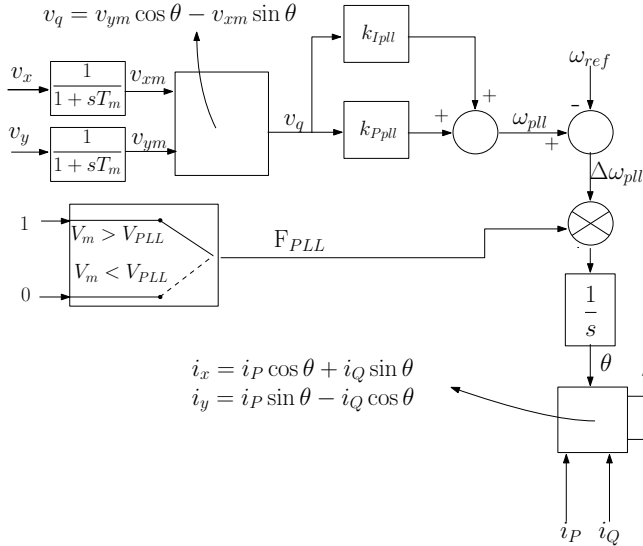 v_q = v_{ym} cos θ − v_{xm} sin θ
v_x
1
1 + sT_m
v_{xm}
v_y
1
1 + sT_m
v_{ym}
v_q
k_{Ipll}
k_{Ppll}
+
+
ω_{pll}
ω_{ref}
-
+
Δω_{pll}
1
V_m > V_{PLL}
V_m < V_{PLL}
0
F_{PLL}
1
s
θ
i_x = i_P cos θ + i_Q sin θ
i_y = i_P sin θ − i_Q cos θ
i_P
i_Q